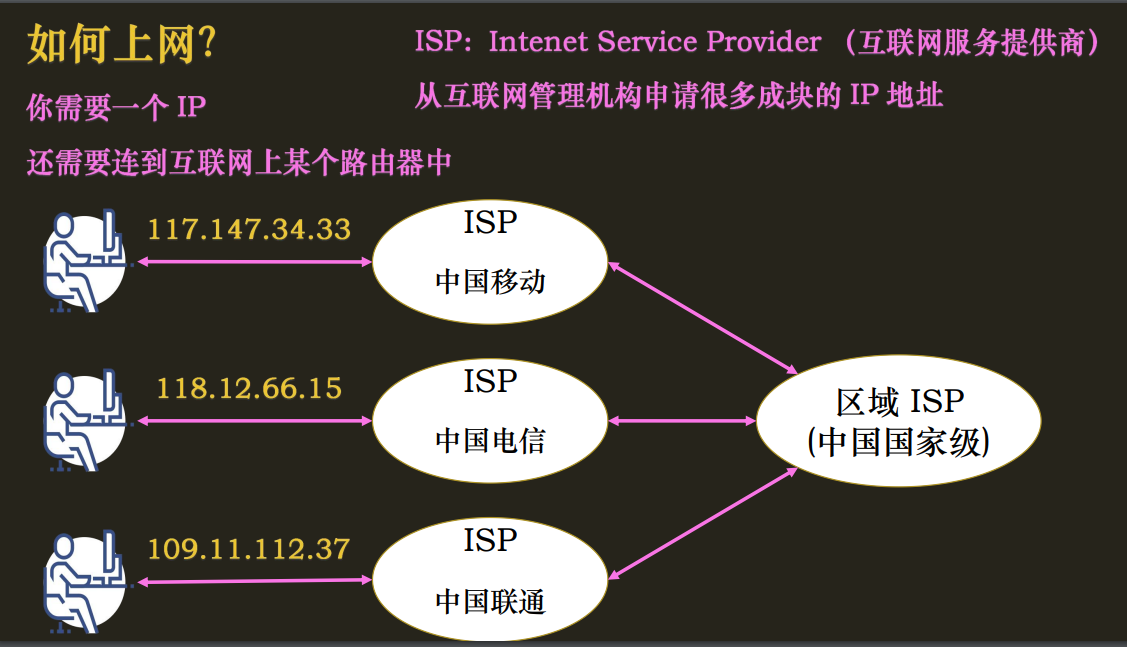 如何上网?
ISP：Intenet Service Provider （互联网服务提供商）
你需要一个 IP
从互联网管理机构申请很多成块的 IP 地址
还需要连到互联网上某个路由器中
117.147.34.33
ISP
中国移动
118.12.66.15
ISP
中国电信
区域 ISP
(中国国家级)
109.11.112.37
ISP
中国联通